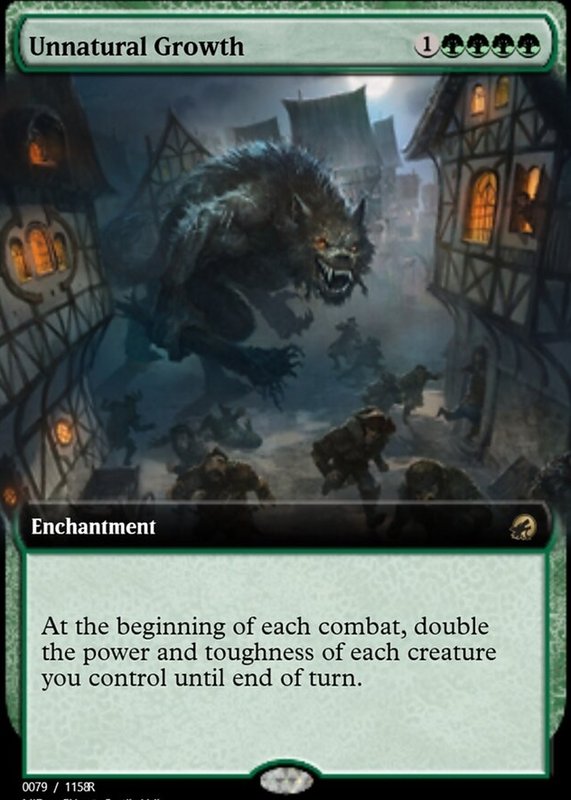 Unnatural Growth 1
Enchantment
At the beginning of each combat, double
the power and toughness of each creature
you control until end of turn.
0079 / 1158R